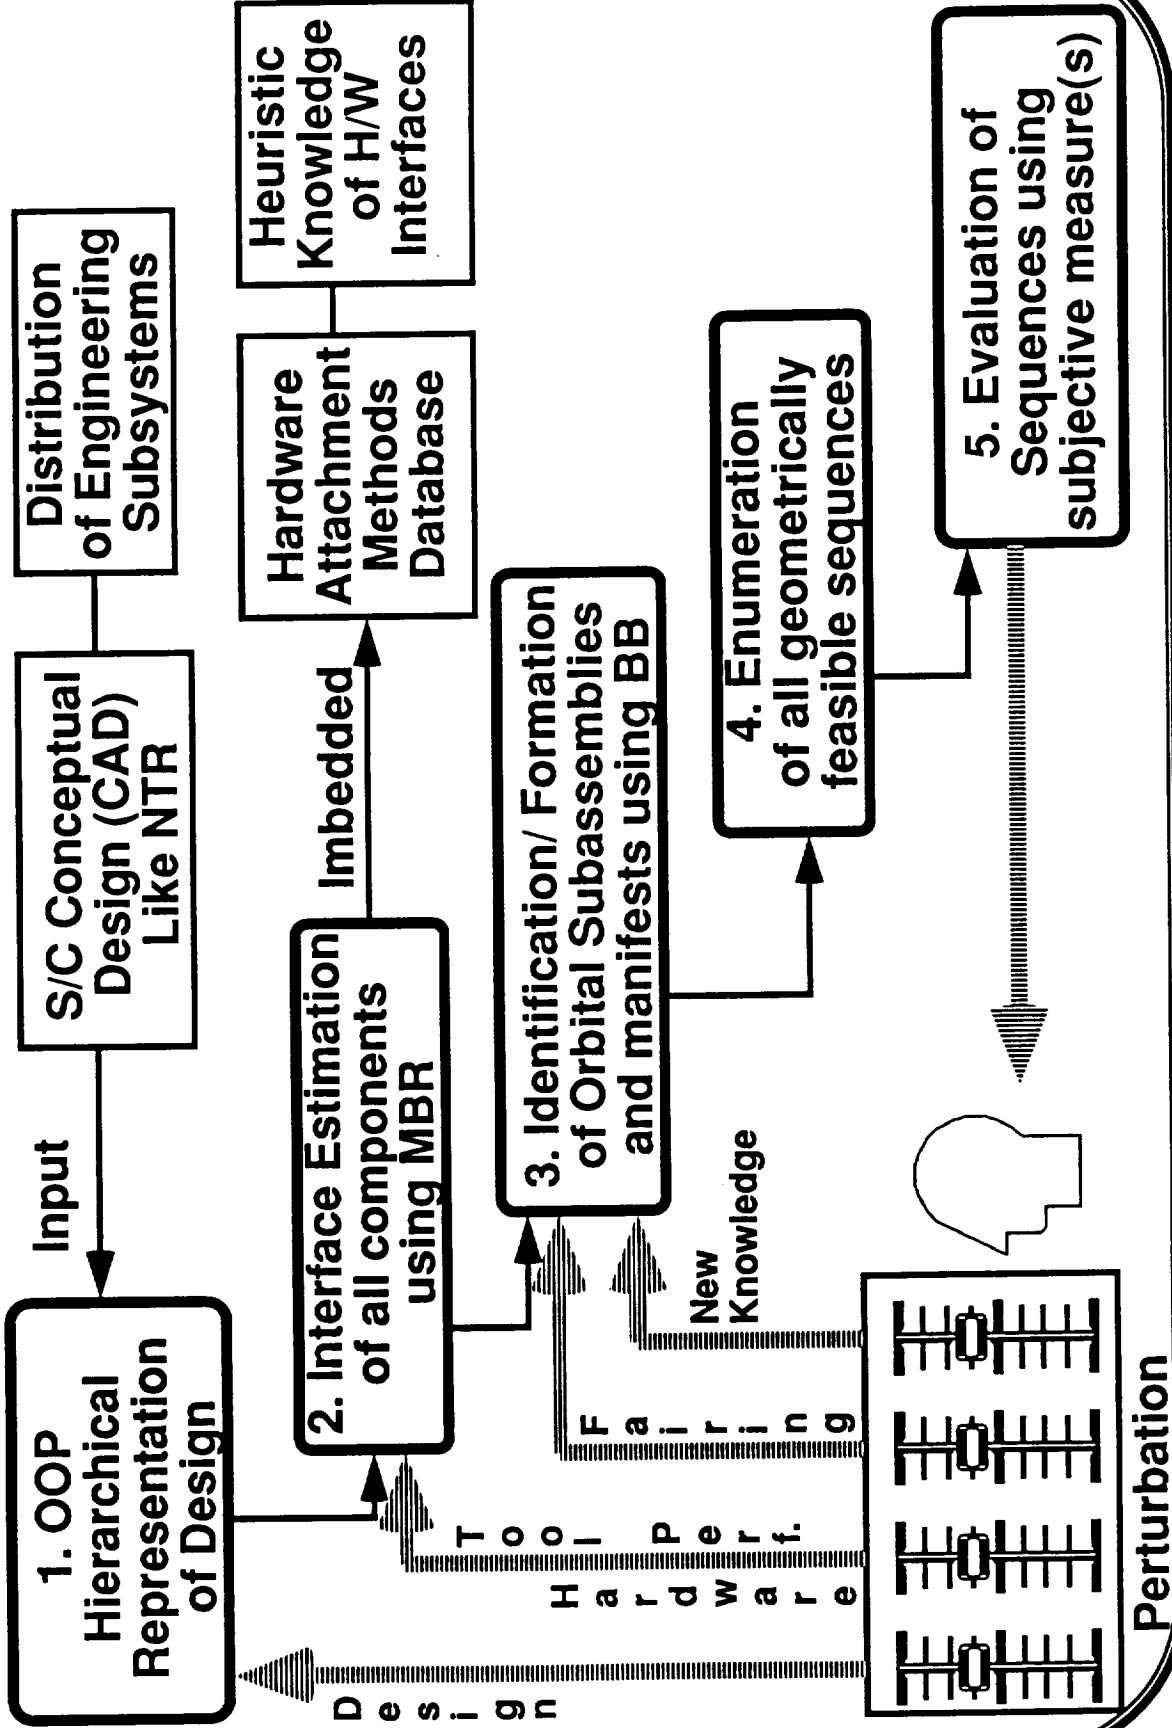 1. OOP
Hierarchical
Representation
of Design
Input
S/C Conceptual
Design (CAD)
Like NTR
Distribution
of Engineering
Subsystems
2. Interface Estimation
of all components
using MBR
Imbedded
Hardware
Attachment
Methods
Database
Heuristic
Knowledge
of H/W
Interfaces
3. Identification/ Formation
of Orbital Subassemblies
and manifests using BB
4. Enumeration
of all geometrically
feasible sequences
5. Evaluation of
Sequences using
subjective measure(s)
Design
Tool Perf.
Hardware
Fairing
New
Knowledge
Perturbation